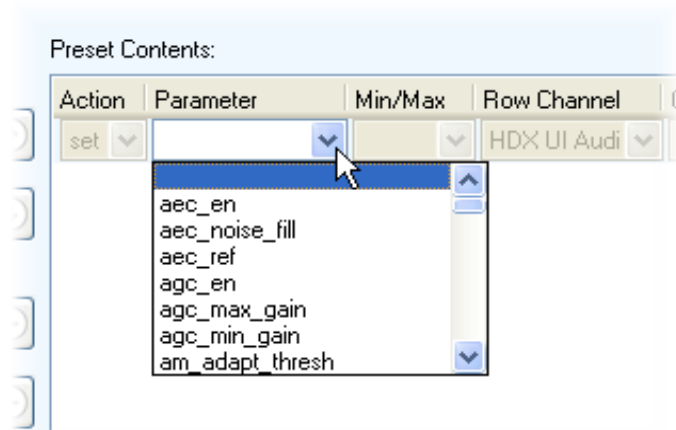 Preset Contents:
Action Parameter Min/Max Row Channel
set HDX UI Audi
aec_en
aec_noise_fill
aec_ref
agc_en
agc_max_gain
agc_min_gain
am_adapt_thresh